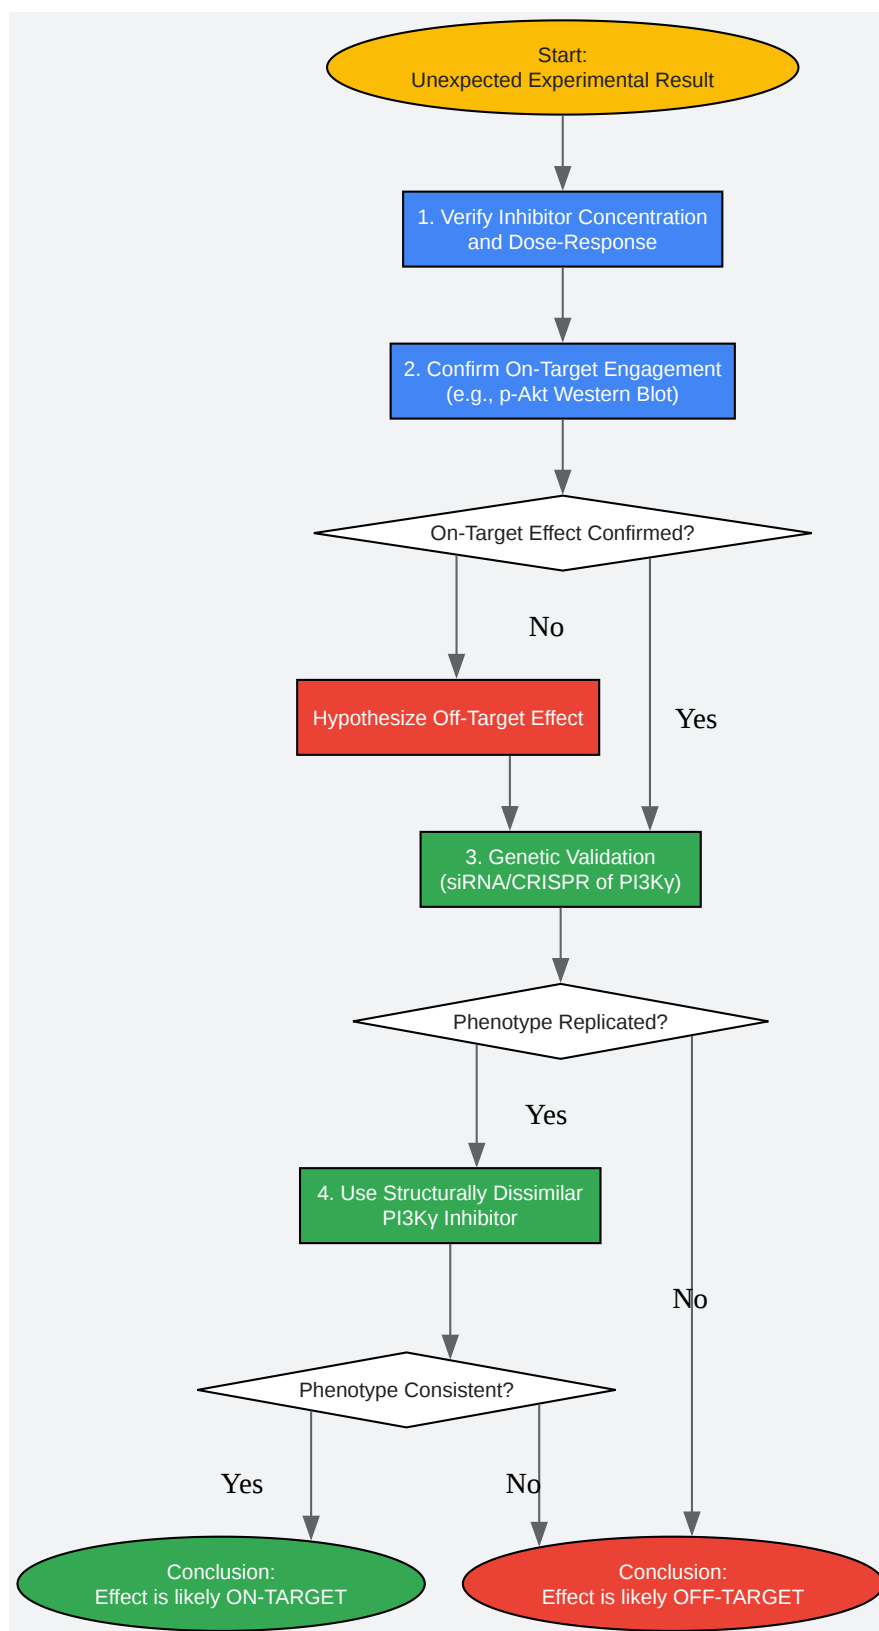 Start:
Unexpected Experimental Result
1. Verify Inhibitor Concentration
and Dose-Response
2. Confirm On-Target Engagement
(e.g., p-Akt Western Blot)
On-Target Effect Confirmed?
No
Hypothesize Off-Target Effect
Yes
3. Genetic Validation
(siRNA/CRISPR of PI3Kγ)
Phenotype Replicated?
Yes
4. Use Structurally Dissimilar
PI3Kγ Inhibitor
No
Phenotype Consistent?
Yes
No
Conclusion:
Effect is likely ON-TARGET
Conclusion:
Effect is likely OFF-TARGET